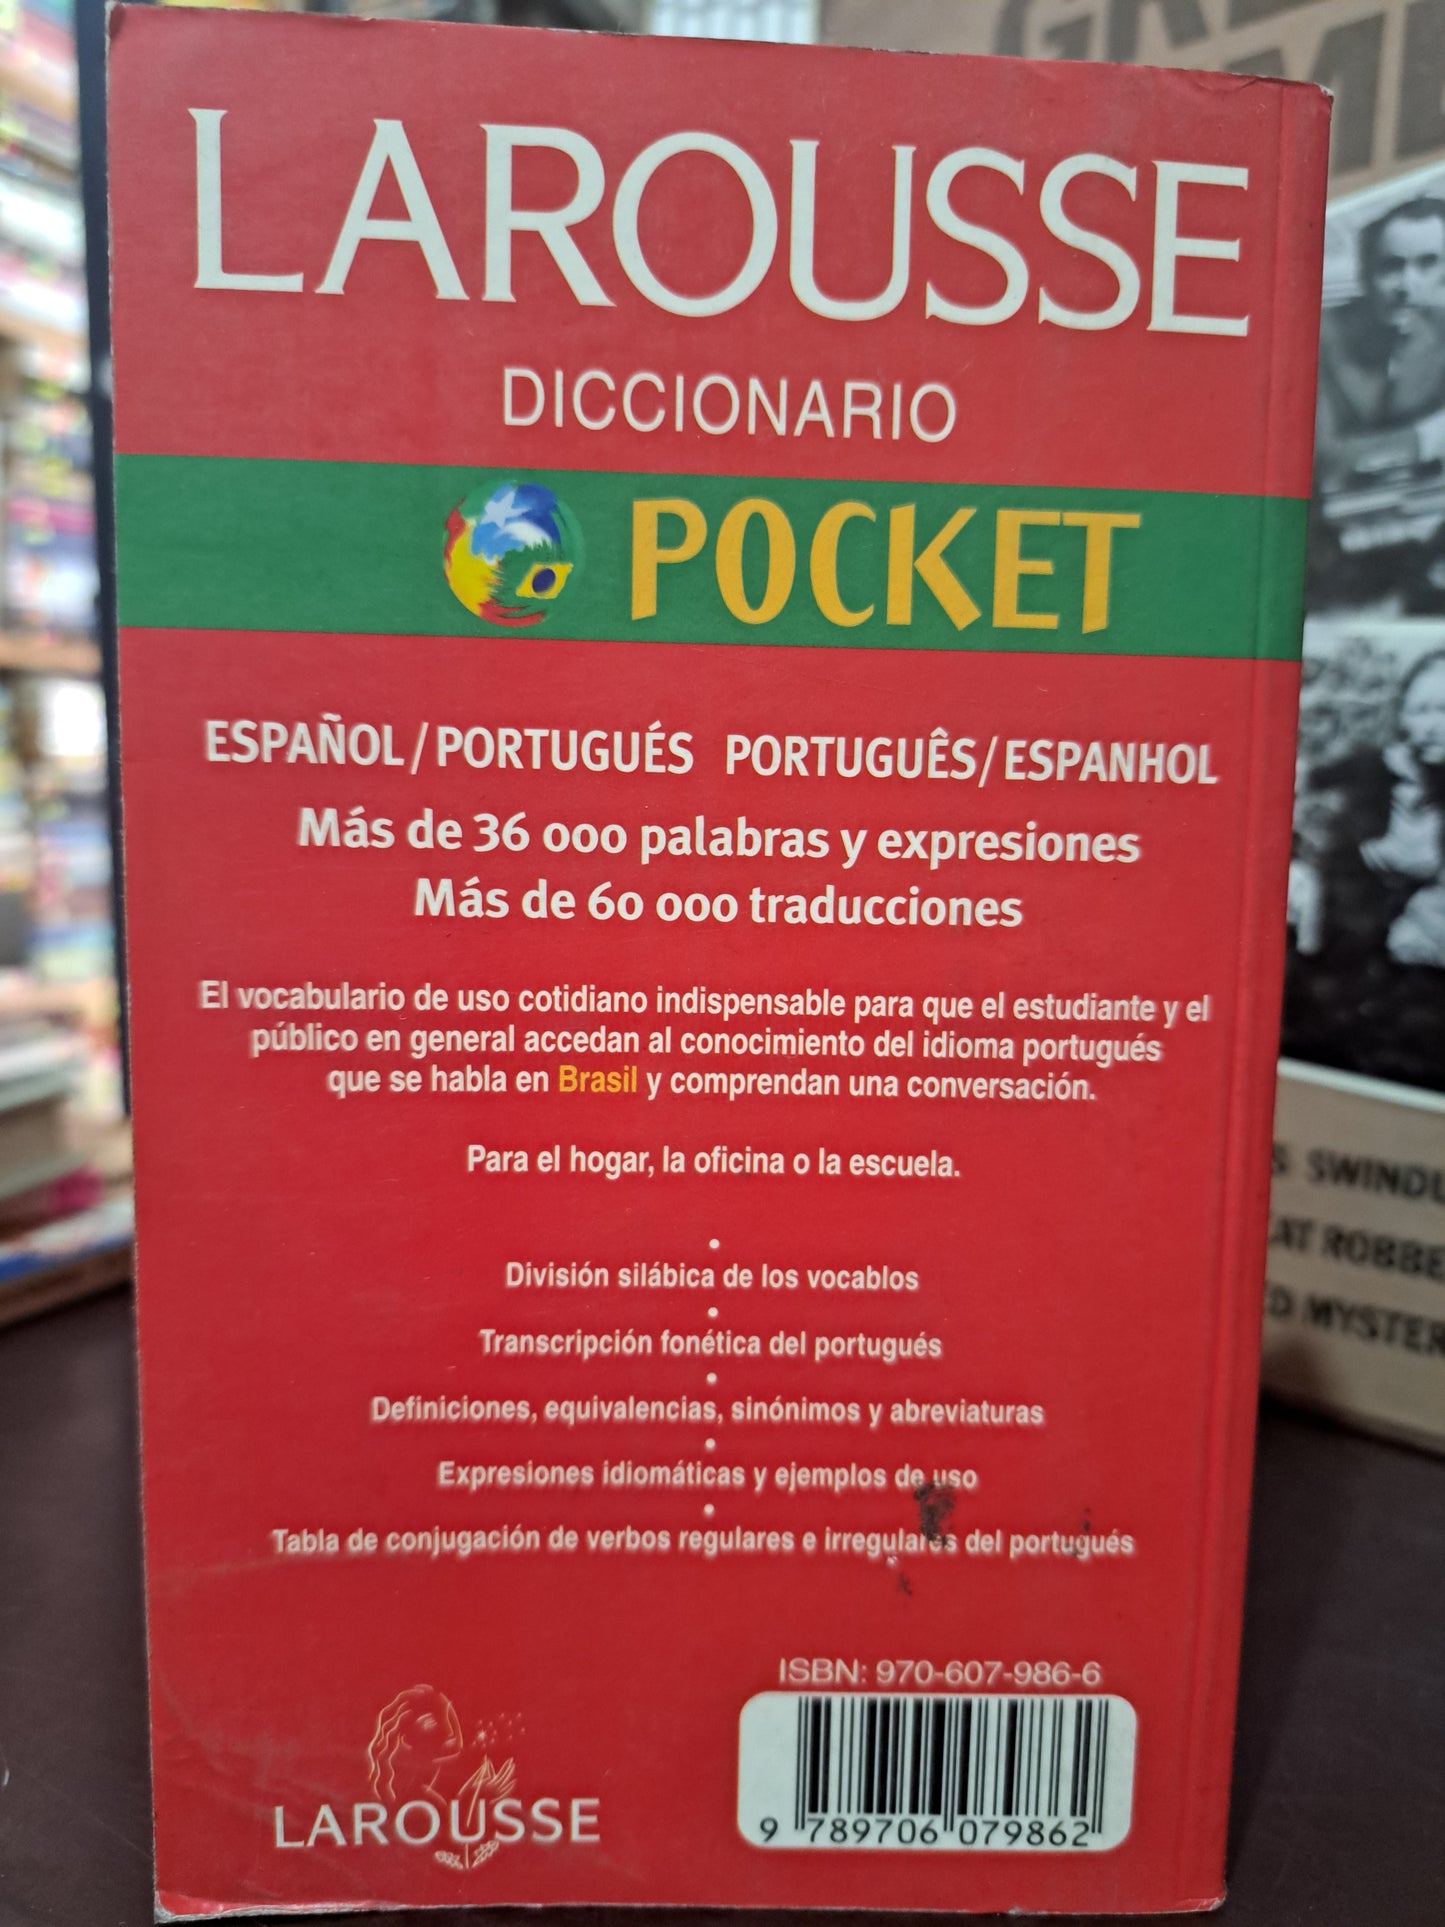 LAROUSSE
DICCIONARIO
POCKET
ESPAÑOL/PORTUGUÉS PORTUGUÊS/ESPANHOL
Más de 36 000 palabras y expresiones
Más de 60 000 traducciones
El vocabulario de uso cotidiano indispensable para que el estudiante y el
público en general accedan al conocimiento del idioma portugués
que se habla en Brasil y comprendan una conversación.
Para el hogar, la oficina o la escuela.
•
División silábica de los vocablos
•
Transcripción fonética del portugués
•
Definiciones, equivalencias, sinónimos y abreviaturas
•
Expresiones idiomáticas y ejemplos de uso
•
Tabla de conjugación de verbos regulares e irregulares del portugués
ISBN: 970-607-986-6
9 789706 079862
LAROUSSE